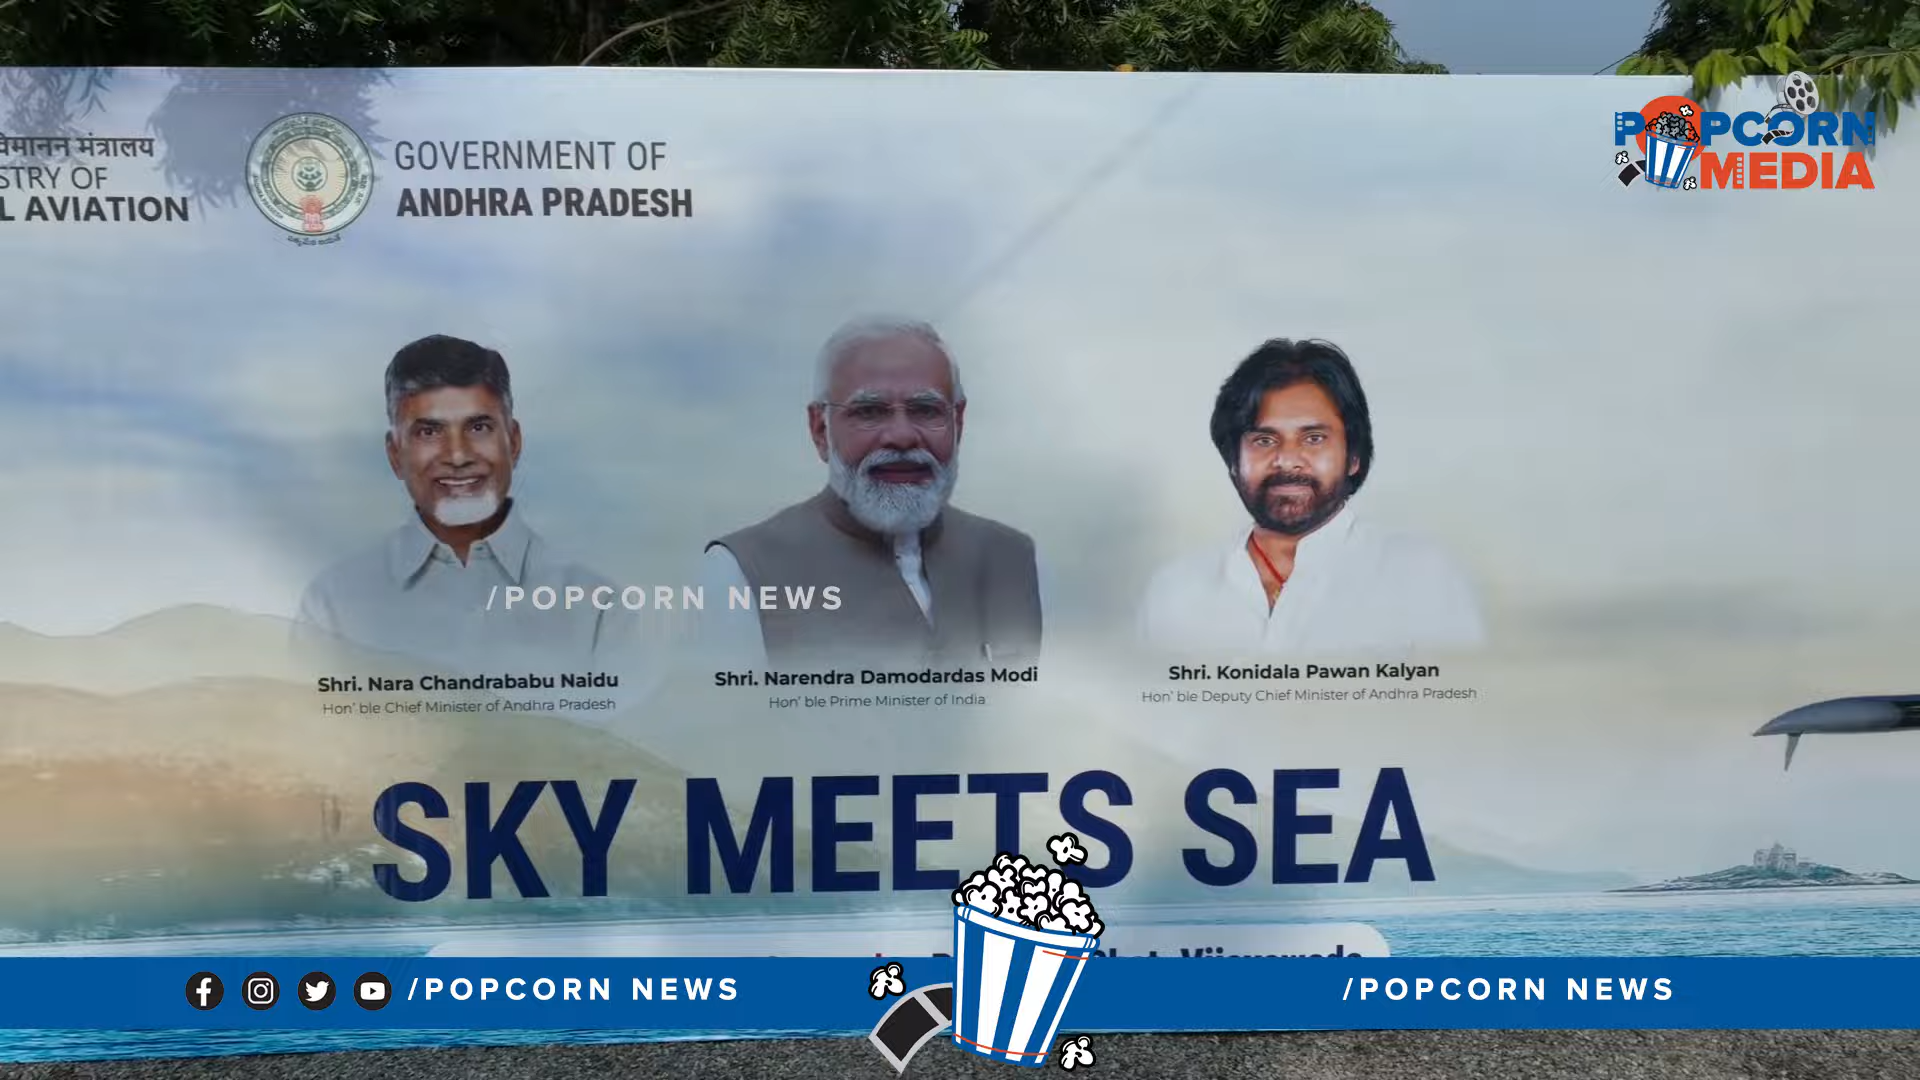 विमानन मंत्रालय
STRY OF
L AVIATION
GOVERNMENT OF
ANDHRA PRADESH
POPCORN
MEDIA
/POPCORN NEWS
Shri. Nara Chandrababu Naidu
Hon' ble Chief Minister of Andhra Pradesh
Shri. Narendra Damodardas Modi
Hon' ble Prime Minister of India
Shri. Konidala Pawan Kalyan
Hon' ble Deputy Chief Minister of Andhra Pradesh
SKY MEETS SEA
/POPCORN NEWS
/POPCORN NEWS